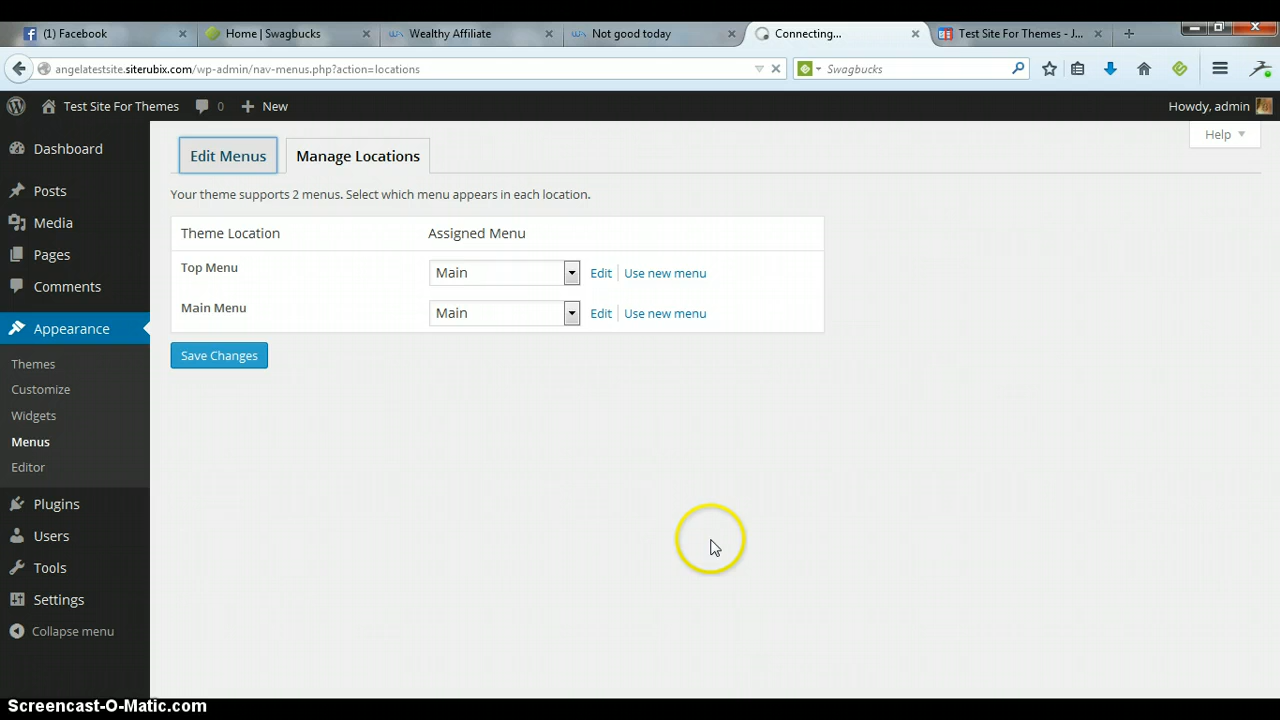 (1) Facebook
Home | Swagbucks
Wealthy Affiliate
Not good today
Connecting...
Test Site For Themes - J...
angelatestsite.siterubix.com/wp-admin/nav-menus.php?action=locations
Swagbucks
Test Site For Themes
0
New
Howdy, admin
Help
Dashboard
Posts
Media
Pages
Comments
Appearance
Themes
Customize
Widgets
Menus
Editor
Plugins
Users
Tools
Settings
Collapse menu
Edit Menus
Manage Locations
Your theme supports 2 menus. Select which menu appears in each location.
Theme Location Assigned Menu
Top Menu Main Edit Use new menu
Main Menu Main Edit Use new menu
Save Changes
Screencast-O-Matic.com